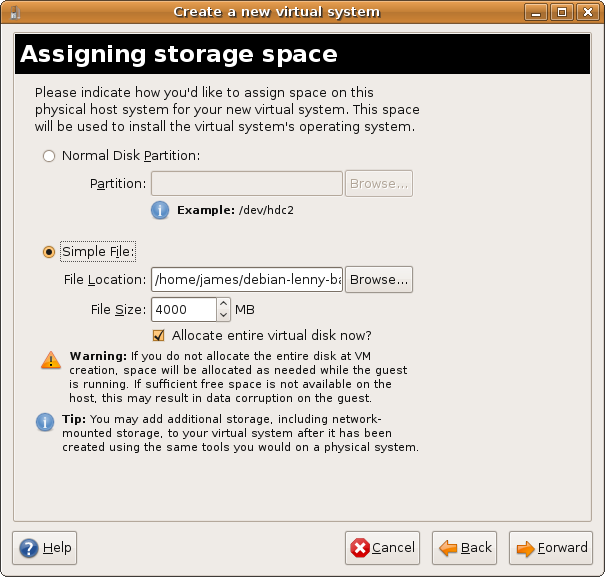 Create a new virtual system
Assigning storage space
Please indicate how you'd like to assign space on this
physical host system for your new virtual system. This space
will be used to install the virtual system's operating system.
Normal Disk Partition:
Partition: Browse...
Example: /dev/hdc2
Simple File:
File Location: /home/james/debian-lenny-ba Browse...
File Size: 4000 MB
Allocate entire virtual disk now?
Warning: If you do not allocate the entire disk at VM
creation, space will be allocated as needed while the guest
is running. If sufficient free space is not available on the
host, this may result in data corruption on the guest.
Tip: You may add additional storage, including network-
mounted storage, to your virtual system after it has been
created using the same tools you would on a physical system.
Help Cancel Back Forward